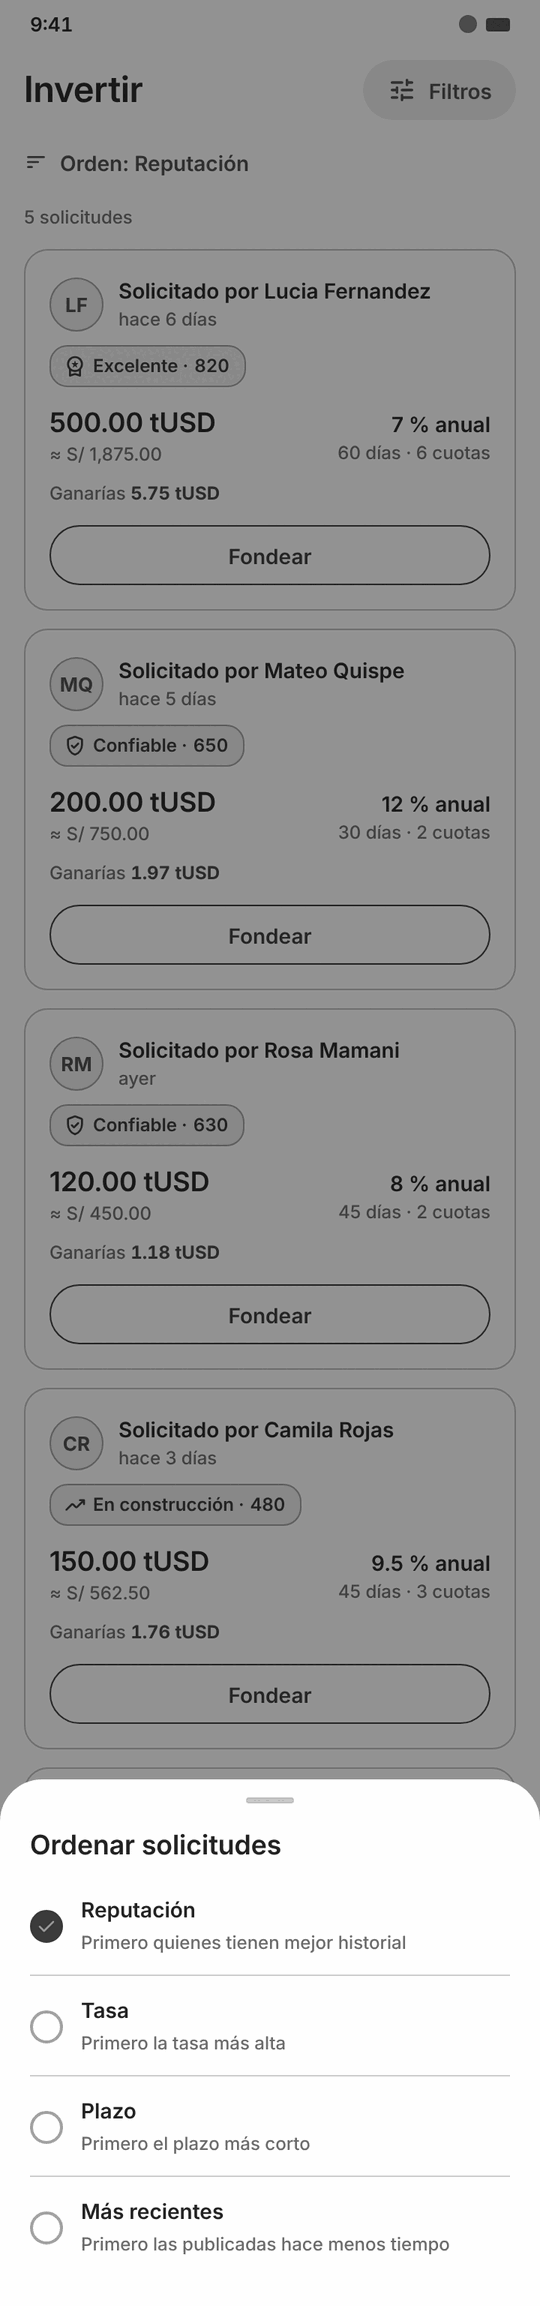 9:41
Invertir
Filtros
Orden: Reputación
5 solicitudes
LF
Solicitado por Lucia Fernandez
hace 6 días
Excelente · 820
500.00 tUSD
7 % anual
≈ S/ 1,875.00
60 días · 6 cuotas
Ganarías 5.75 tUSD
Fondear
MQ
Solicitado por Mateo Quispe
hace 5 días
Confiable · 650
200.00 tUSD
12 % anual
≈ S/ 750.00
30 días · 2 cuotas
Ganarías 1.97 tUSD
Fondear
RM
Solicitado por Rosa Mamani
ayer
Confiable · 630
120.00 tUSD
8 % anual
≈ S/ 450.00
45 días · 2 cuotas
Ganarías 1.18 tUSD
Fondear
CR
Solicitado por Camila Rojas
hace 3 días
En construcción · 480
150.00 tUSD
9.5 % anual
≈ S/ 562.50
45 días · 3 cuotas
Ganarías 1.76 tUSD
Fondear
Ordenar solicitudes
Reputación
Primero quienes tienen mejor historial
Tasa
Primero la tasa más alta
Plazo
Primero el plazo más corto
Más recientes
Primero las publicadas hace menos tiempo